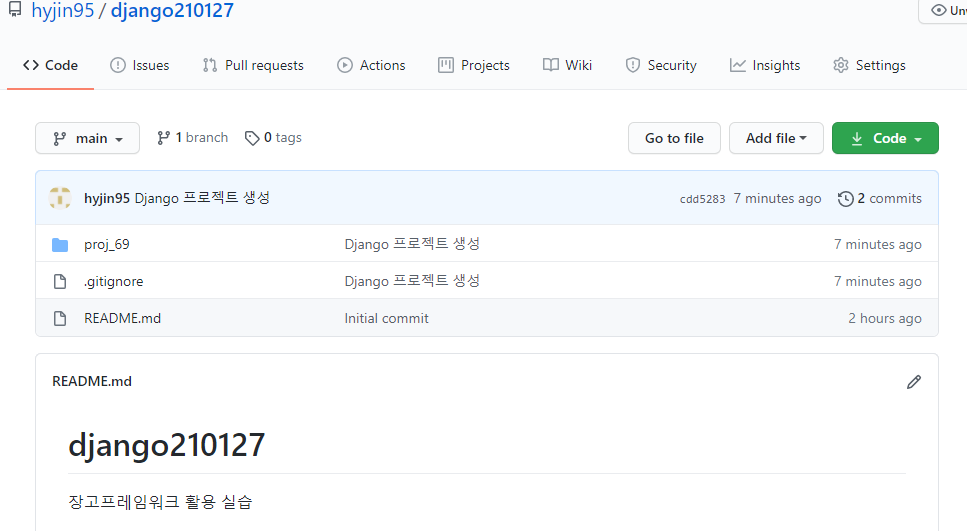 hyjin95 / django210127
Code Issues Pull requests Actions Projects Wiki Security Insights Settings
main 1 branch 0 tags Go to file Add file Code
hyjin95 Django 프로젝트 생성 cdd5283 7 minutes ago 2 commits
proj_69 Django 프로젝트 생성 7 minutes ago
.gitignore Django 프로젝트 생성 7 minutes ago
README.md Initial commit 2 hours ago
README.md
django210127
장고프레임워크 활용 실습